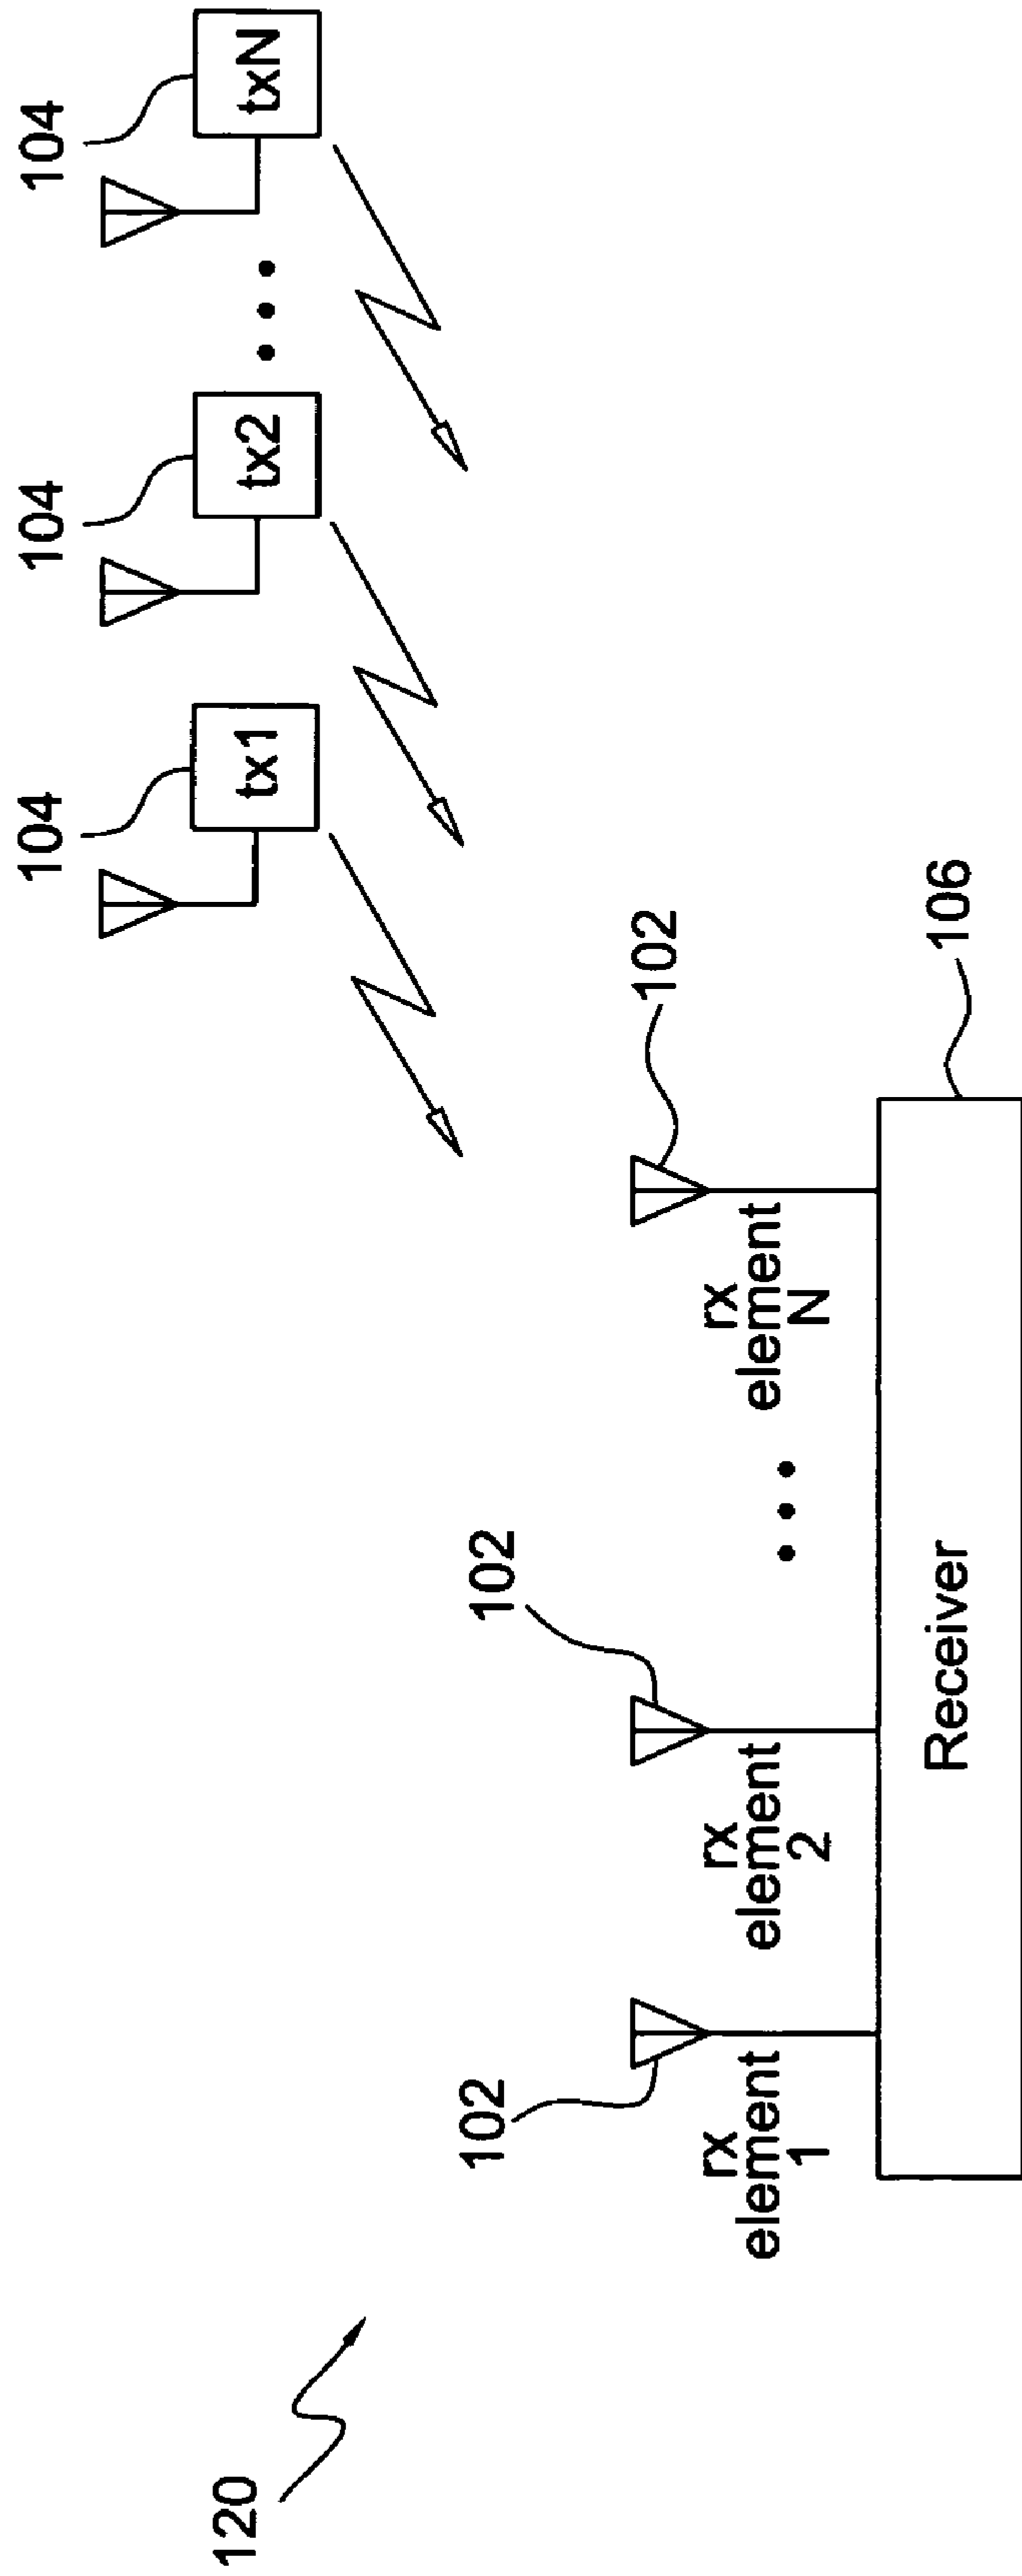 104
104
104
tx1
tx2
txN
120
102
102
102
rx
element
1
rx
element
2
rx
element
N
Receiver
106